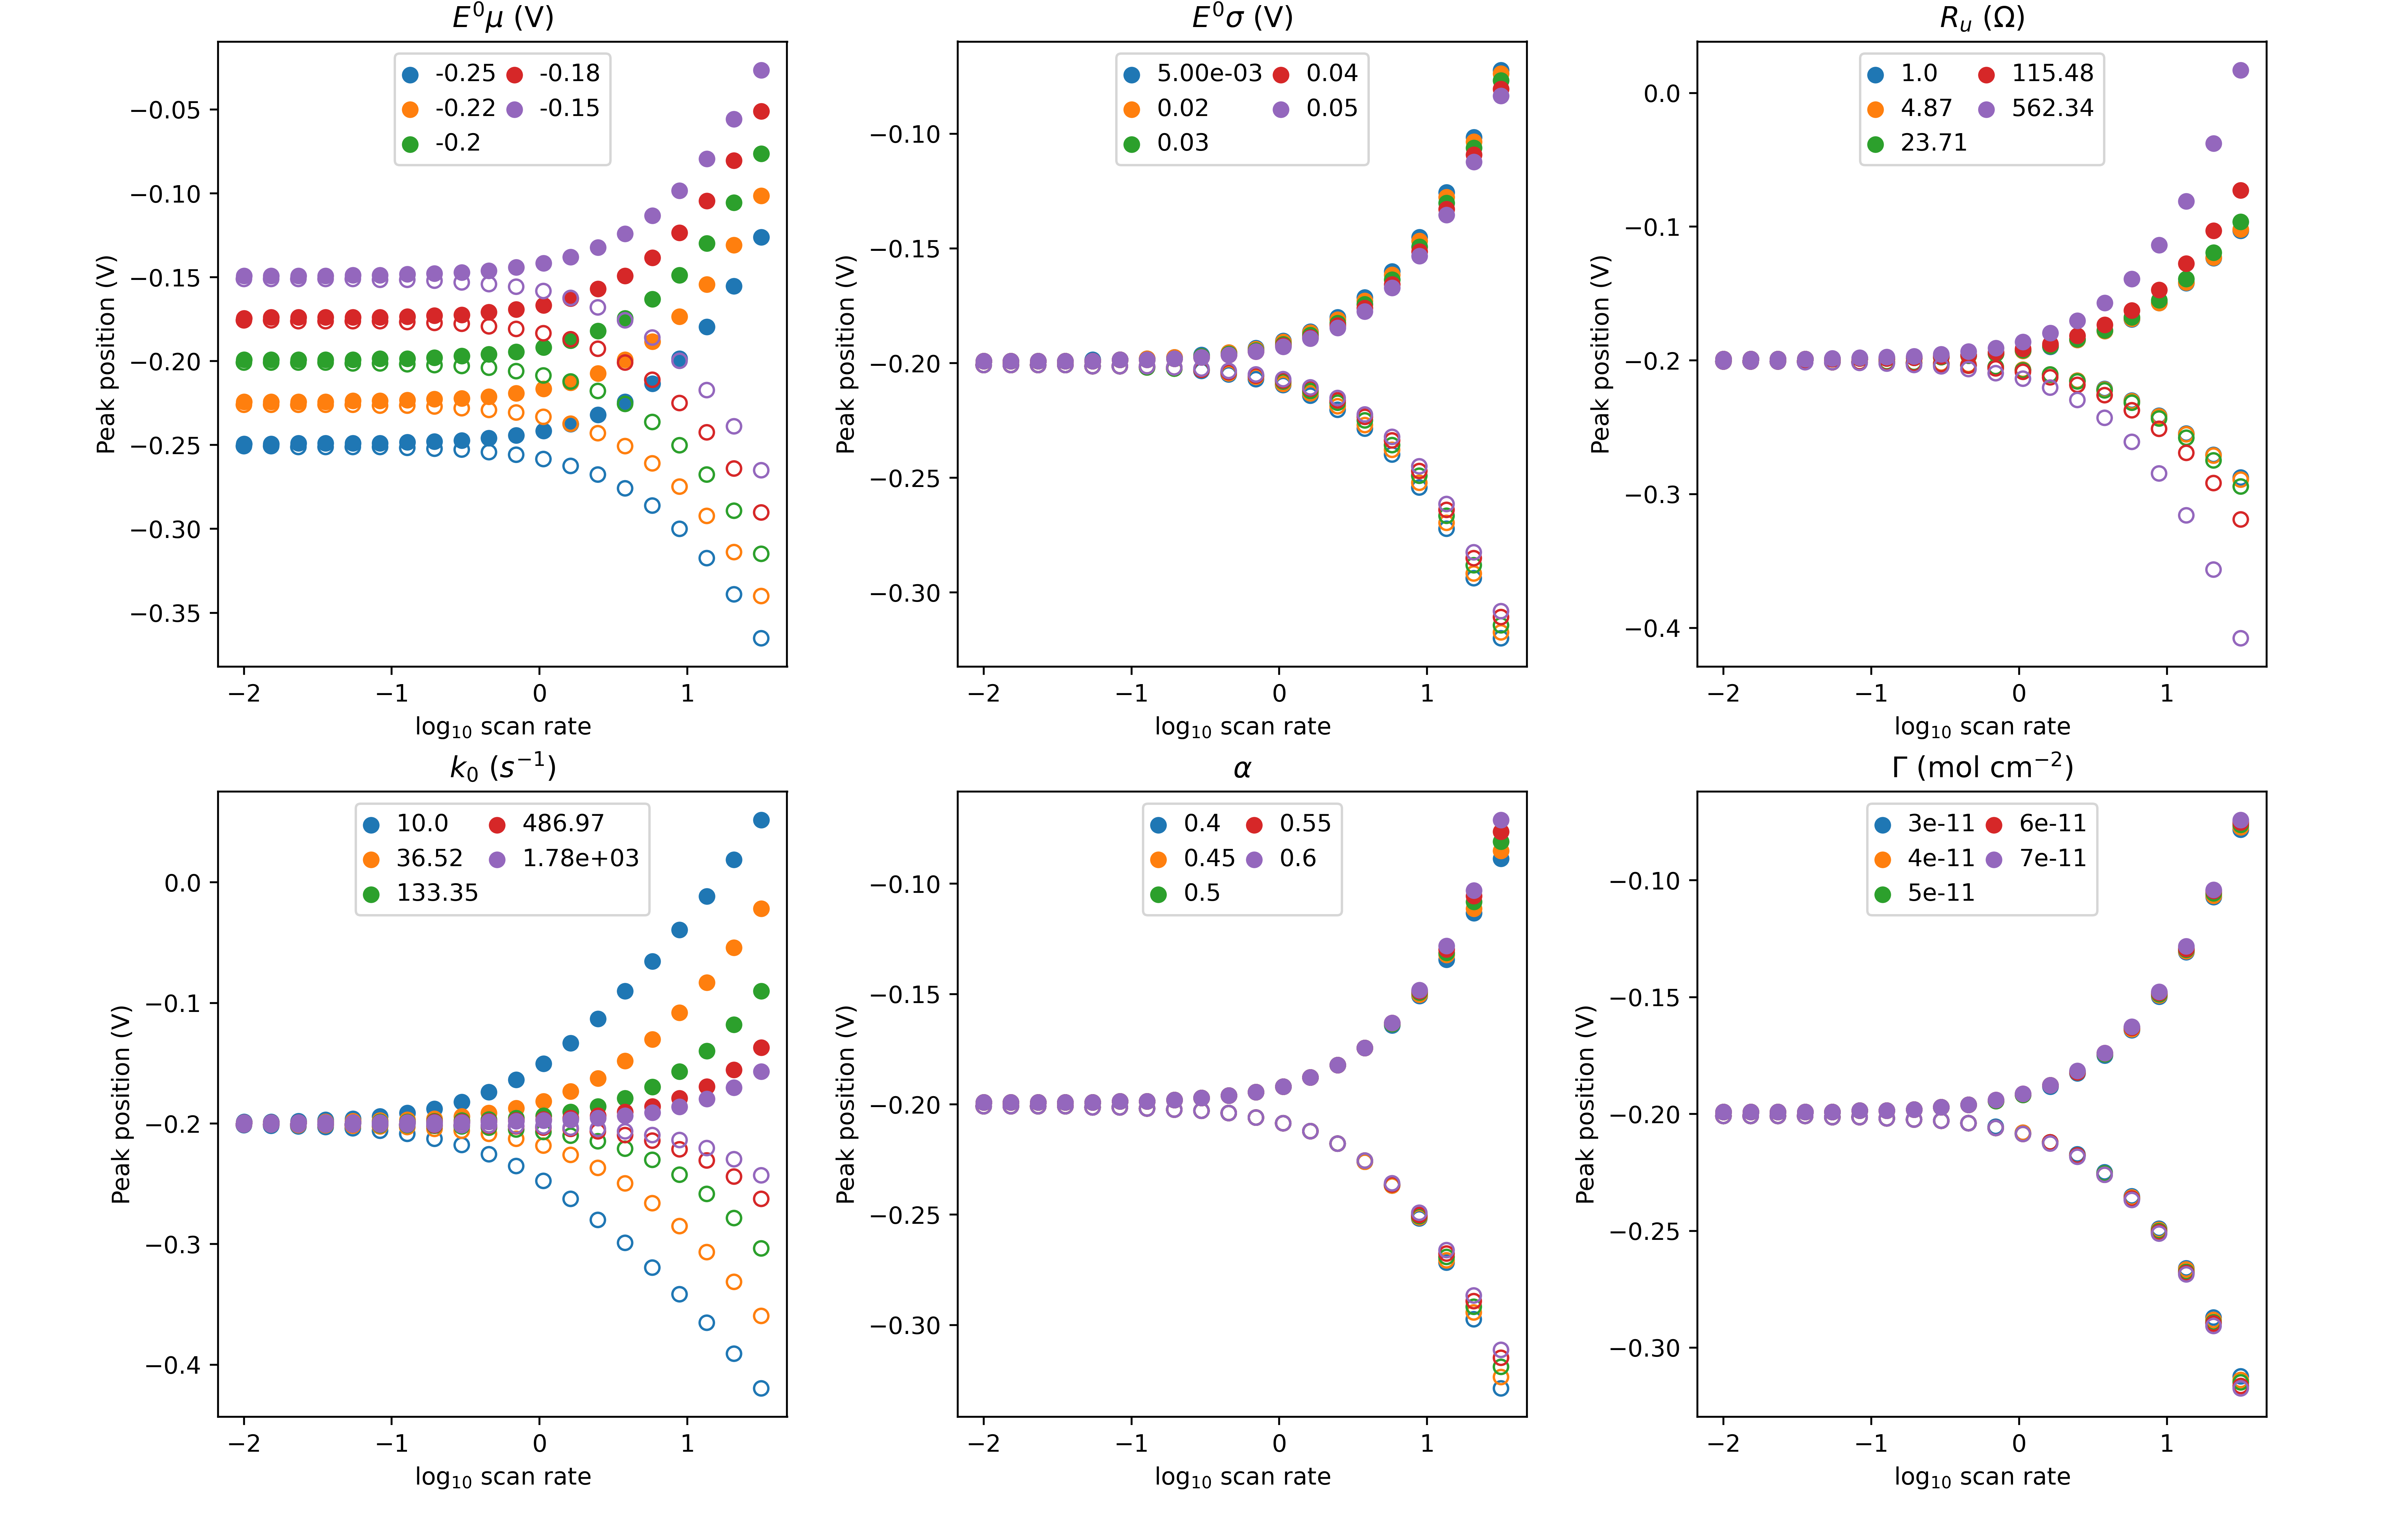 E⁰μ (V)
-0.25 -0.18
-0.22 -0.15
-0.2
−0.05
−0.10
−0.15
−0.20
−0.25
−0.30
−0.35
Peak position (V)
−2 −1 0 1
log₁₀ scan rate
E⁰σ (V)
5.00e-03 0.04
0.02 0.05
0.03
−0.10
−0.15
−0.20
−0.25
−0.30
Peak position (V)
−2 −1 0 1
log₁₀ scan rate
Rᵤ (Ω)
1.0 115.48
4.87 562.34
23.71
0.0
−0.1
−0.2
−0.3
−0.4
Peak position (V)
−2 −1 0 1
log₁₀ scan rate
k₀ (s⁻¹)
10.0 486.97
36.52 1.78e+03
133.35
0.0
−0.1
−0.2
−0.3
−0.4
Peak position (V)
−2 −1 0 1
log₁₀ scan rate
α
0.4 0.55
0.45 0.6
0.5
−0.10
−0.15
−0.20
−0.25
−0.30
Peak position (V)
−2 −1 0 1
log₁₀ scan rate
Γ (mol cm⁻²)
3e-11 6e-11
4e-11 7e-11
5e-11
−0.10
−0.15
−0.20
−0.25
−0.30
Peak position (V)
−2 −1 0 1
log₁₀ scan rate